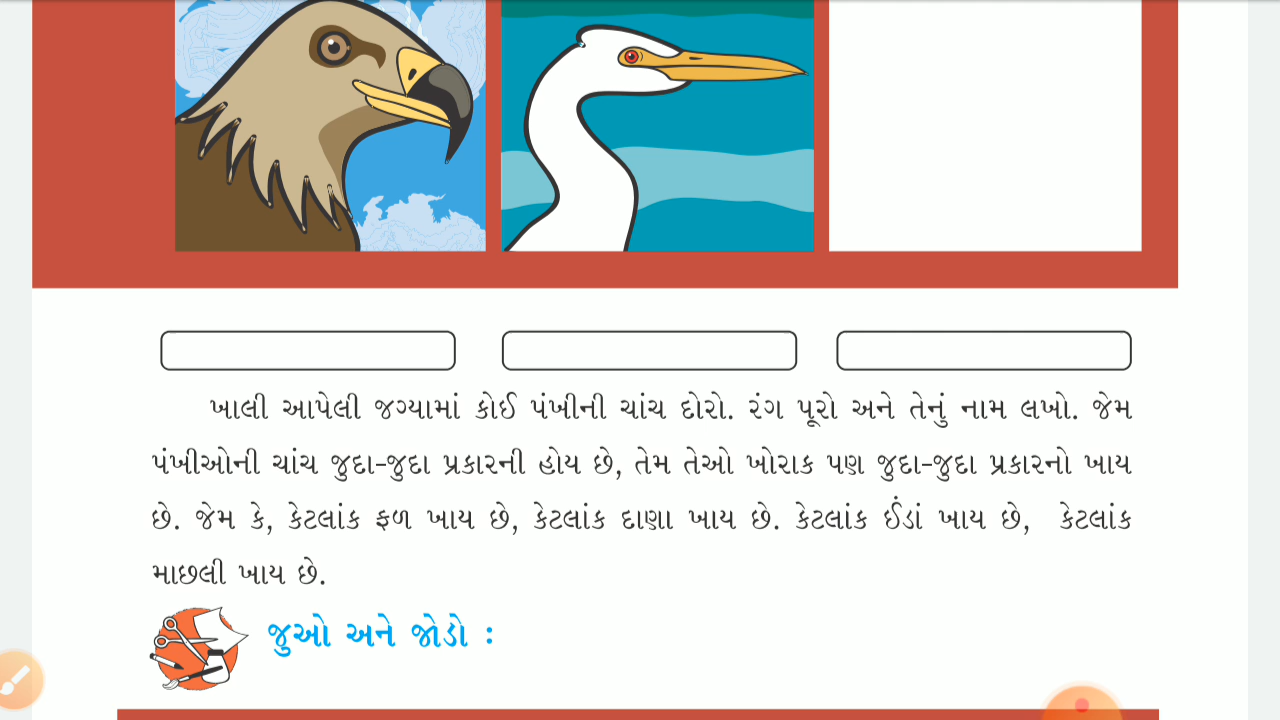 ખાલી આપેલી જગ્યામાં કોઈ પંખીની ચાંચ દોરો. રંગ પૂરો અને તેનું નામ લખો. જેમ
પંખીઓની ચાંચ જુદા-જુદા પ્રકારની હોય છે, તેમ તેઓ ખોરાક પણ જુદા-જુદા પ્રકારનો ખાય
છે. જેમ કે, કેટલાંક ફળ ખાય છે, કેટલાંક દાણા ખાય છે. કેટલાંક ઈંડાં ખાય છે, કેટલાંક
માછલી ખાય છે.
જુઓ અને જોડો :